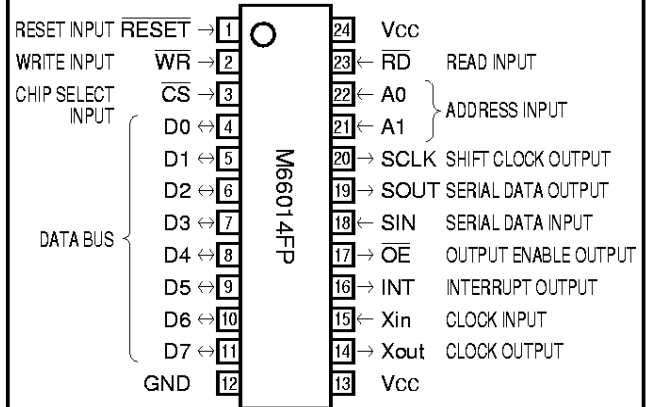 RESET INPUT RESET → 1 24 Vcc
WRITE INPUT WR → 2 23 ← RD READ INPUT
CHIP SELECT INPUT CS → 3 22 ← A0
D0 ↔ 4 21 ← A1
ADDRESS INPUT
D1 ↔ 5 20 → SCLK SHIFT CLOCK OUTPUT
D2 ↔ 6 19 → SOUT SERIAL DATA OUTPUT
D3 ↔ 7 18 ← SIN SERIAL DATA INPUT
DATA BUS
D4 ↔ 8 17 → OE OUTPUT ENABLE OUTPUT
D5 ↔ 9 16 → INT INTERRUPT OUTPUT
D6 ↔ 10 15 ← Xin CLOCK INPUT
D7 ↔ 11 14 → Xout CLOCK OUTPUT
GND 12 13 Vcc
M66014FP